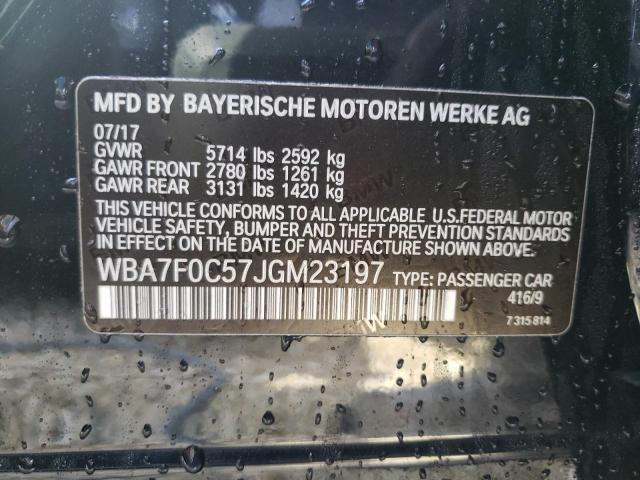 MFD BY BAYERISCHE MOTOREN WERKE AG
07/17
GVWR 5714 lbs 2592 kg
GAWR FRONT 2780 lbs 1261 kg
GAWR REAR 3131 lbs 1420 kg
THIS VEHICLE CONFORMS TO ALL APPLICABLE U.S.FEDERAL MOTOR
VEHICLE SAFETY, BUMPER, AND THEFT PREVENTION STANDARDS
IN EFFECT ON THE DATE OF MANUFACTURE SHOWN ABOVE.
WBA7F0C57JGM23197 TYPE: PASSENGER CAR
416/9
7 315 814